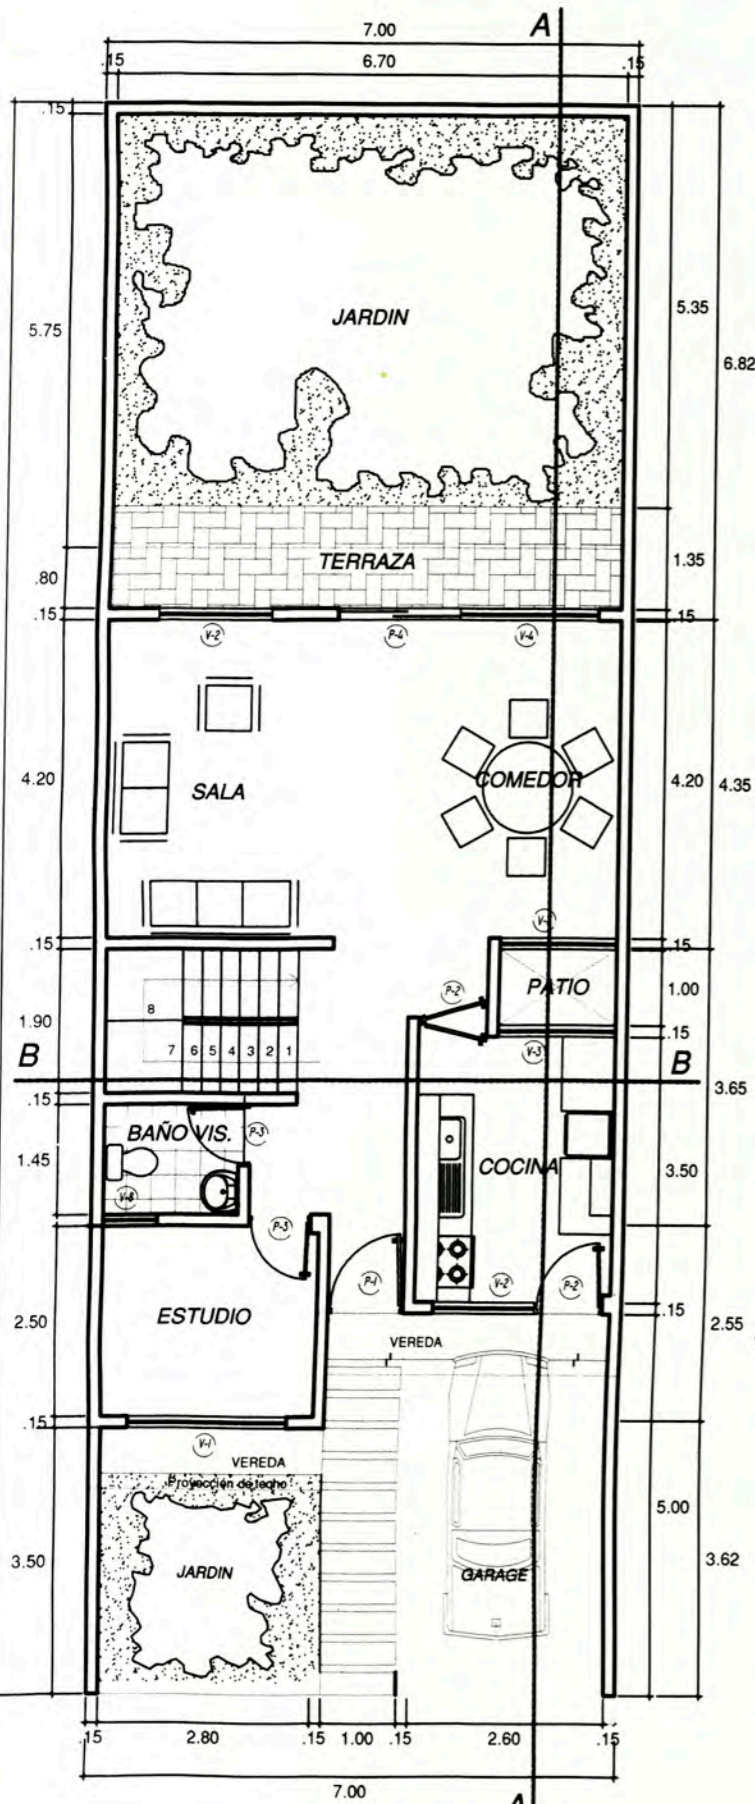 A
7.00
.15 6.70 .15
.15
JARDIN
5.75
5.35
6.82
TERRAZA
.80
1.35
.15
.15
V-2 P-4 V-4
4.20
SALA
COMEDOR
4.20
4.35
.15
.15
PATIO
P-2
1.00
1.90
8
7 6 5 4 3 2 1
.15
V-3
B
B
3.65
.15
BAÑO VIS.
P-3
1.45
COCINA
3.50
V-8
P-3
P-1
V-2
P-2
ESTUDIO
.15
2.50
2.55
VEREDA
.15
V-1
VEREDA
Proyección de techo
5.00
3.50
3.62
JARDIN
GARAGE
.15 2.80 .15 1.00 .15 2.60 .15
7.00
A